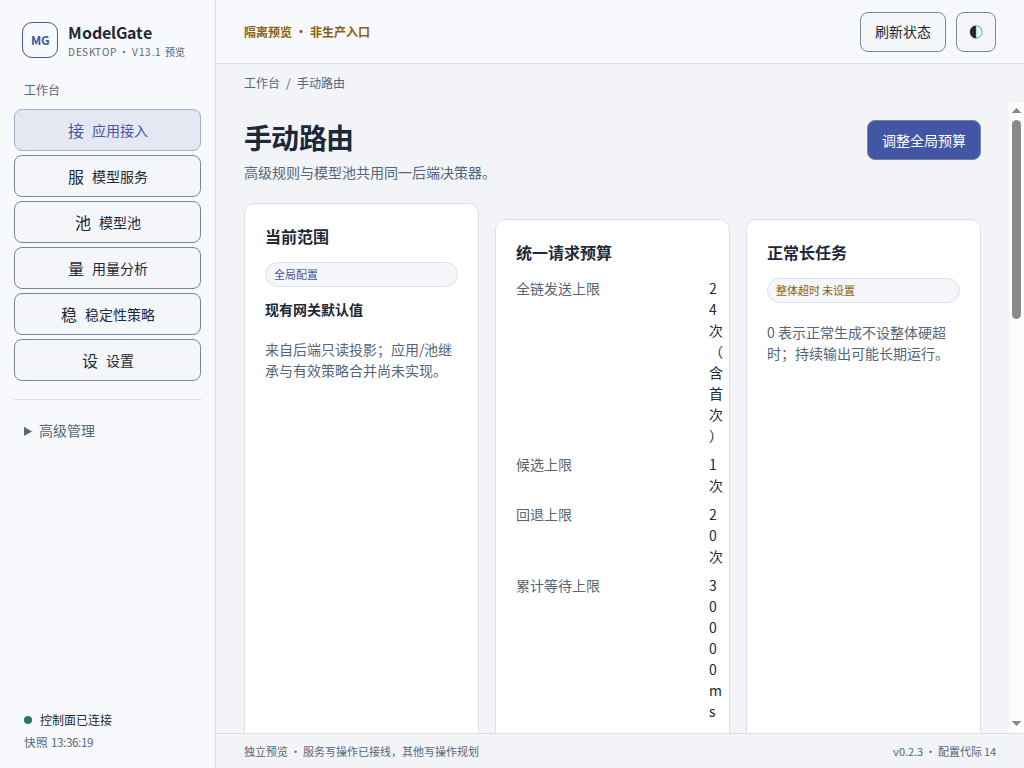 MG
ModelGate
DESKTOP · V13.1 预览
工作台
接 应用接入
服 模型服务
池 模型池
量 用量分析
稳 稳定性策略
设 设置
高级管理
控制面已连接
快照 13:36:19
隔离预览 · 非生产入口
刷新状态
工作台 / 手动路由
手动路由
高级规则与模型池共用同一后端决策器。
调整全局预算
当前范围
全局配置
现有网关默认值
来自后端只读投影；应用/池继
承与有效策略合并尚未实现。
统一请求预算
全链发送上限
2
4
次
（
含
首
次
）
候选上限
1
次
回退上限
2
0
次
累计等待上限
3
0
0
0
0
m
s
正常长任务
整体超时 未设置
0 表示正常生成不设整体硬超
时；持续输出可能长期运行。
独立预览 · 服务写操作已接线，其他写操作规划
v0.2.3 · 配置代际 14